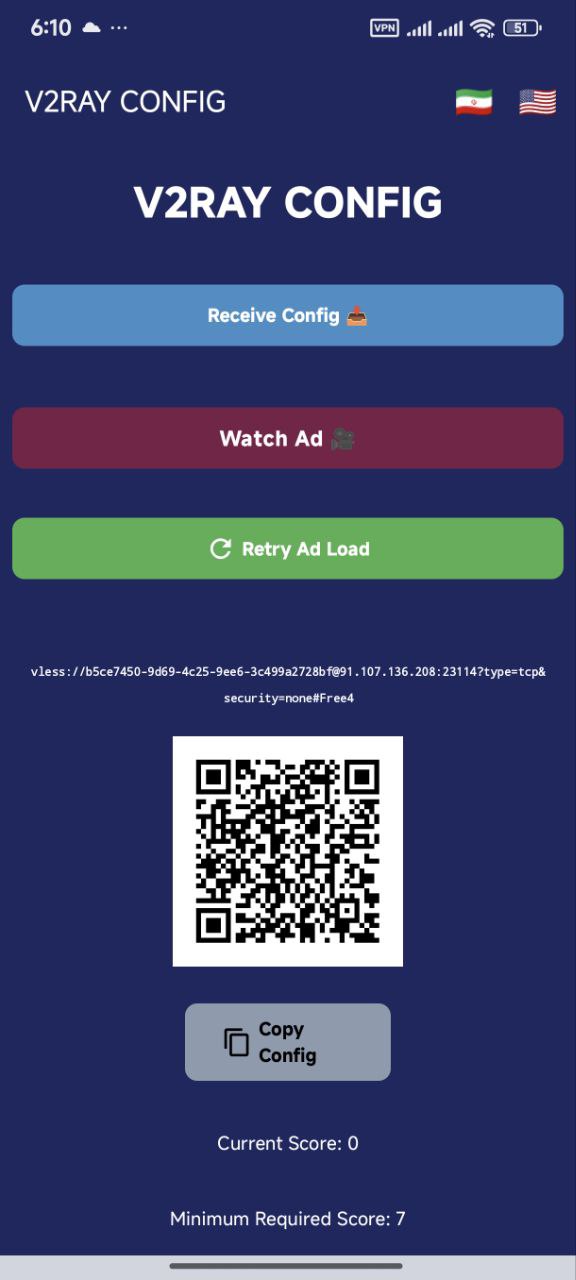 6:10
VPN
51
V2RAY CONFIG
V2RAY CONFIG
Receive Config
Watch Ad
Retry Ad Load
vless://b5ce7450-9d69-4c25-9ee6-3c499a2728bf@91.107.136.208:23114?type=tcp&
security=none#Free4
Copy
Config
Current Score: 0
Minimum Required Score: 7